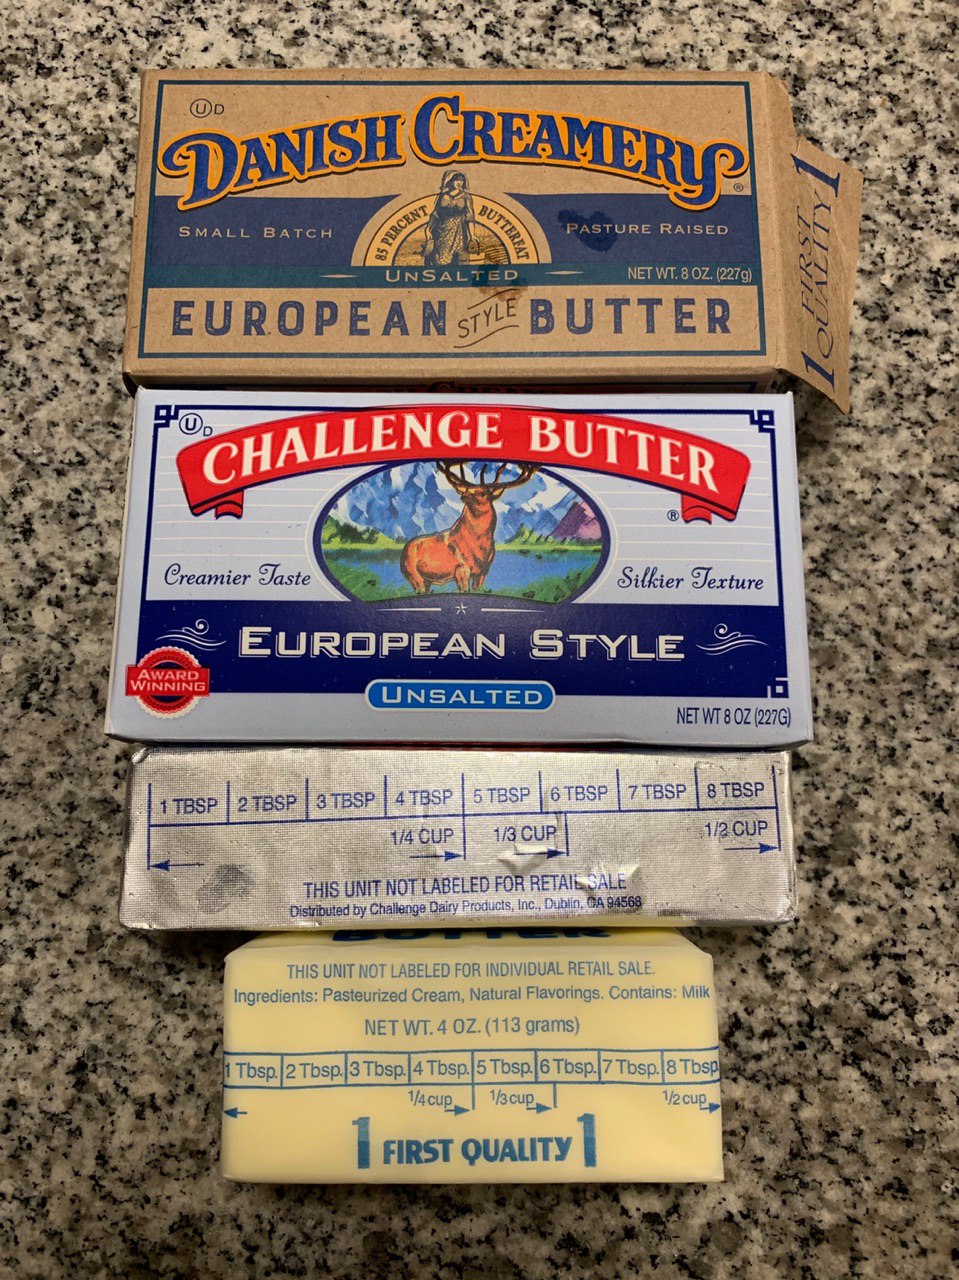 UD
DANISH CREAMERY®
SMALL BATCH
85 PERCENT BUTTERFAT
PASTURE RAISED
UNSALTED
NET WT. 8 OZ. (227g)
EUROPEAN STYLE BUTTER
1 FIRST QUALITY 1
CREAMERY
UD
CHALLENGE BUTTER®
Creamier Taste
Silkier Texture
EUROPEAN STYLE
AWARD
WINNING
UNSALTED
NET WT 8 OZ (227G)
1 TBSP 2 TBSP 3 TBSP 4 TBSP 5 TBSP 6 TBSP 7 TBSP 8 TBSP
1/4 CUP 1/3 CUP 1/2 CUP
THIS UNIT NOT LABELED FOR RETAIL SALE
Distributed by Challenge Dairy Products, Inc., Dublin, CA 94568
BUTTER
THIS UNIT NOT LABELED FOR INDIVIDUAL RETAIL SALE.
Ingredients: Pasteurized Cream, Natural Flavorings. Contains: Milk
NET WT. 4 OZ. (113 grams)
1 Tbsp. 2 Tbsp. 3 Tbsp. 4 Tbsp. 5 Tbsp. 6 Tbsp. 7 Tbsp. 8 Tbsp.
1/4 cup 1/3 cup 1/2 cup
1 FIRST QUALITY 1